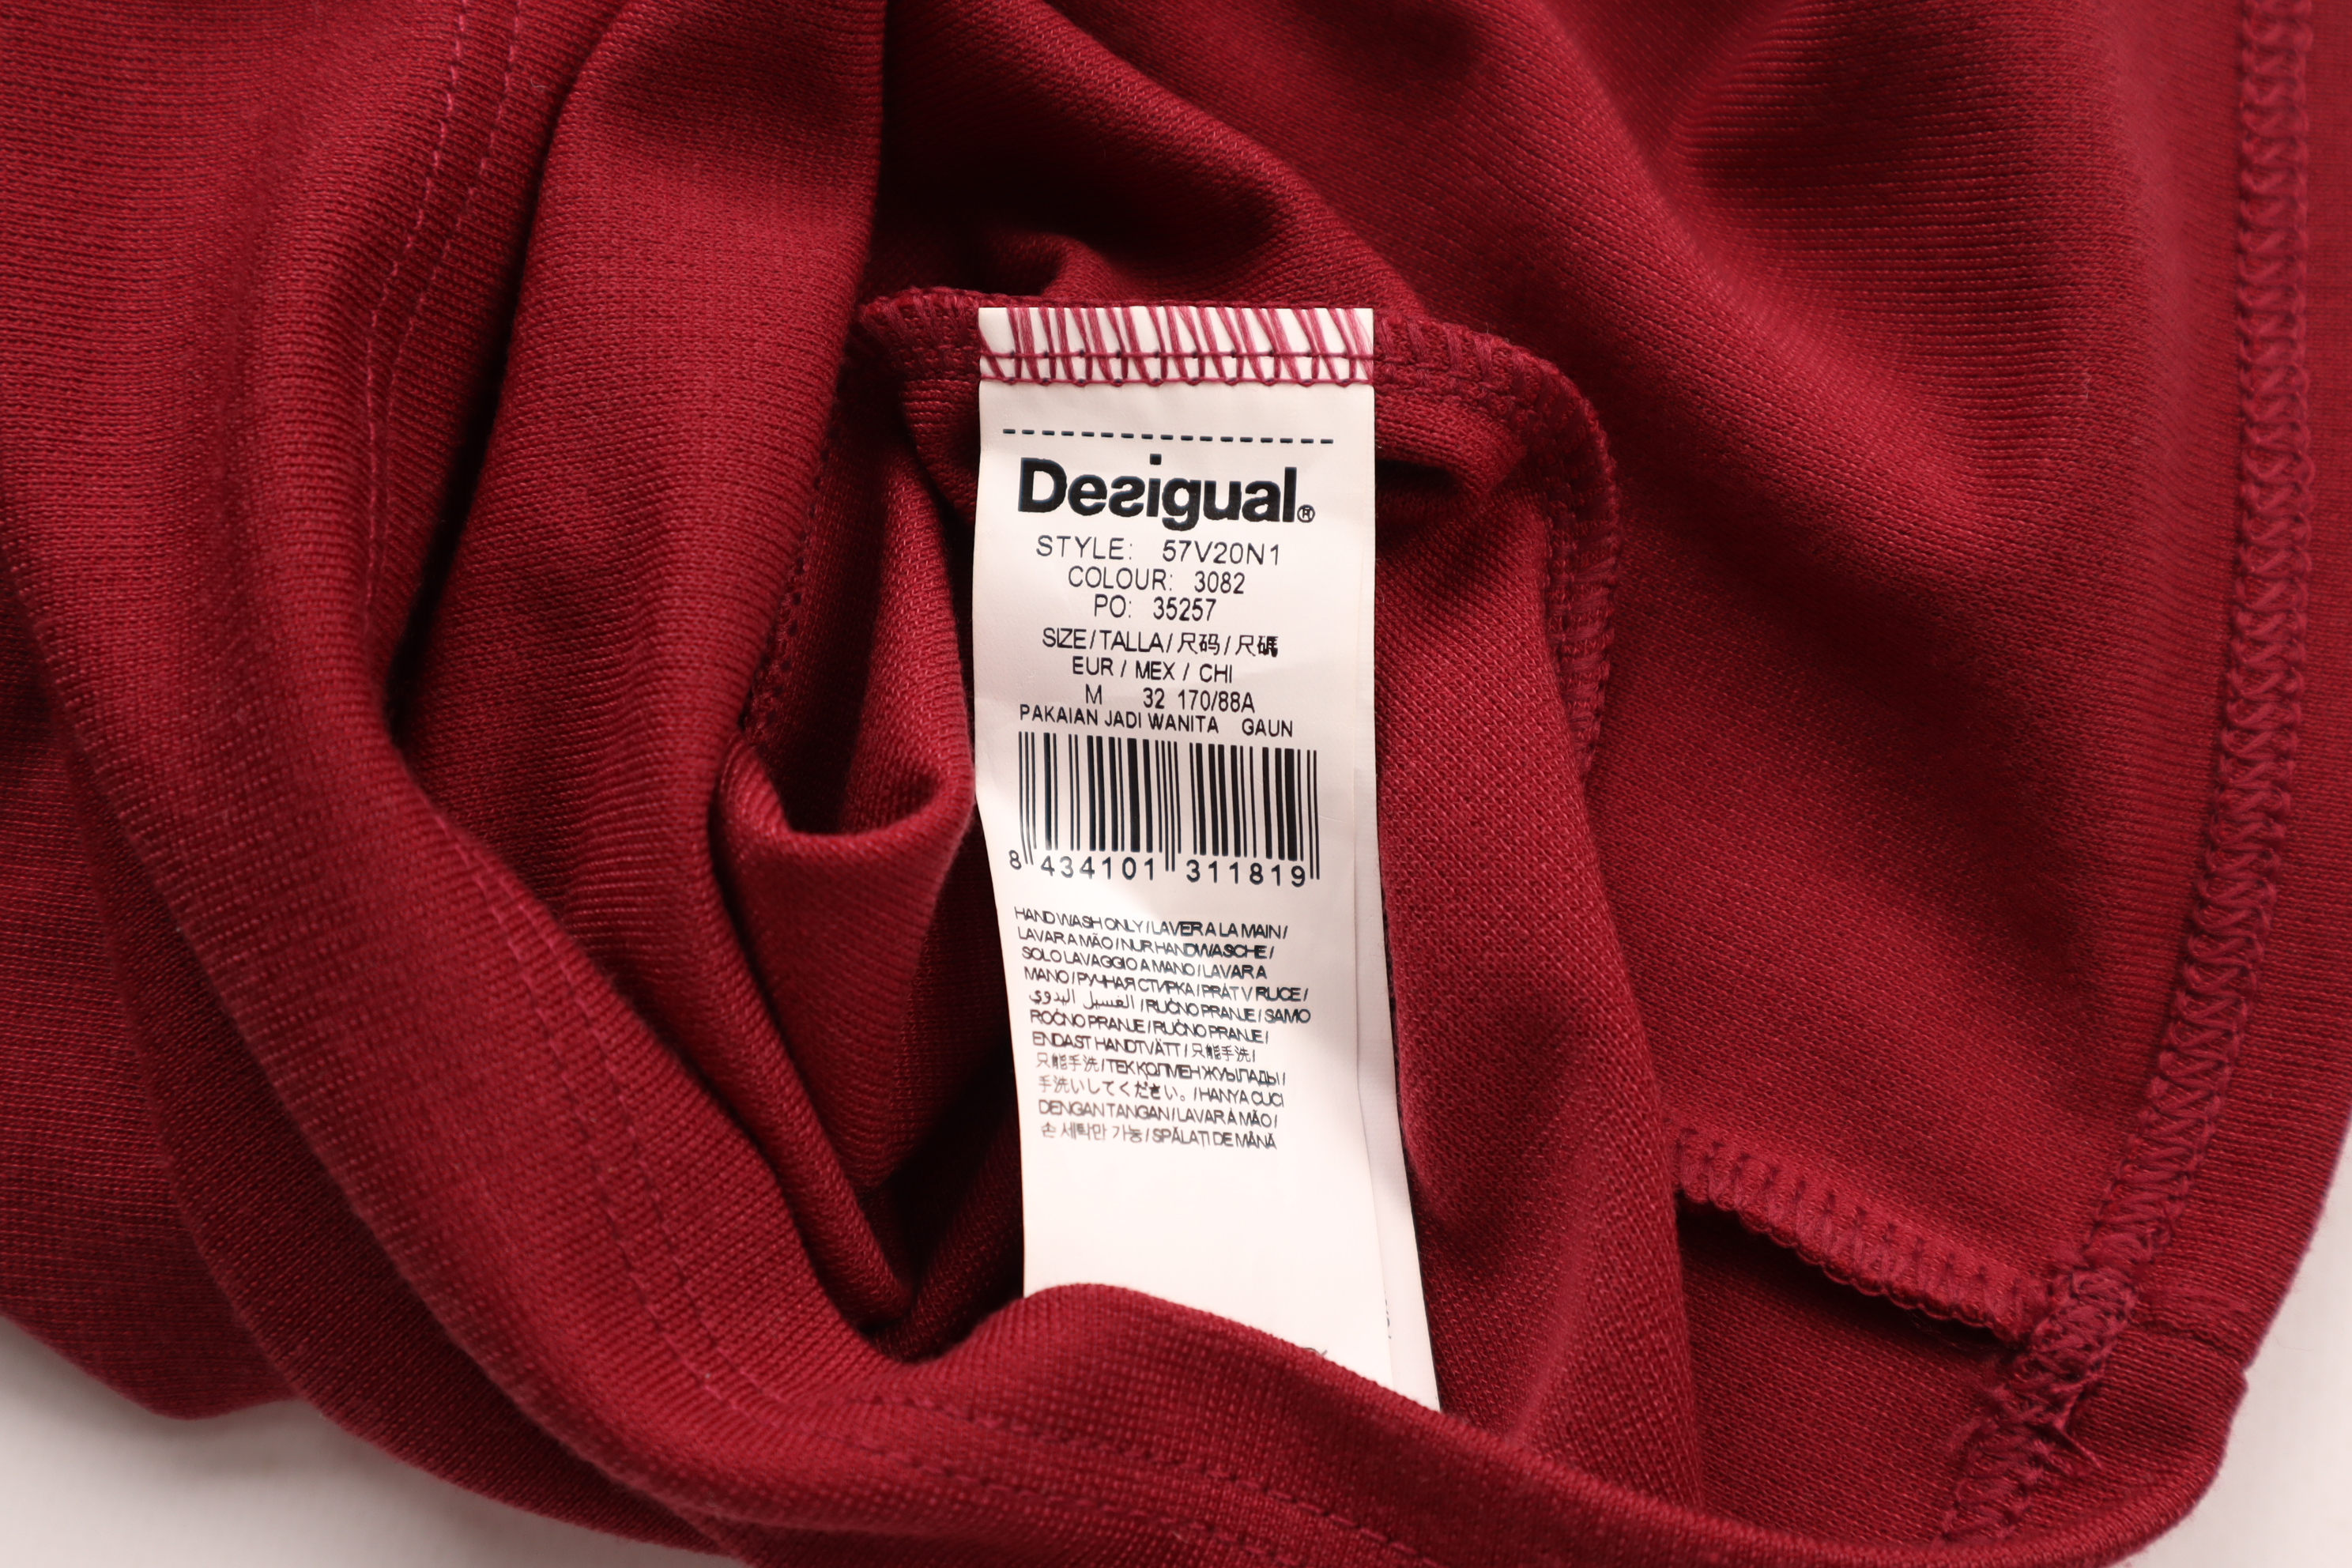 Desigual®
STYLE: 57V20N1
COLOUR: 3082
PO: 35257
SIZE/TALLA/尺码/尺碼
EUR / MEX / CHI
M 32 170/88A
PAKAIAN JADI WANITA GAUN
8 434101 311819
HAND WASH ONLY/LAVER A LA MAIN/
LAVAR A MÃO/NUR HANDWASCHE/
SOLO LAVAGGIO A MANO/LAVAR A
MANO/РУЧНАЯ СТИРКА/PRÁT V RUCE/
الغسيل اليدوي/RUČNO PRANJE/SAMO
ROČNO PRANJE/RUČNO PRANJE/
ENDAST HANDTVÄTT/只能手洗/
只能手洗/ТЕК ҚОЛМЕН ЖУЫЛАДЫ/
手洗いしてください。/HANYA CUCI
DENGAN TANGAN/LAVAR À MÃO/
손 세탁만 가능/SPĂLAȚI DE MÂNĂ